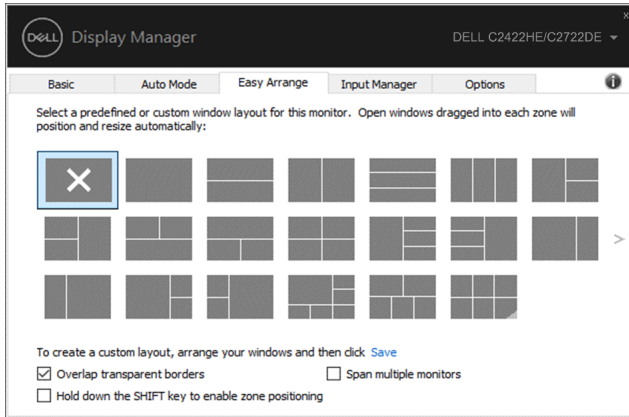 DELL Display Manager
DELL C2422HE/C2722DE
x
Basic
Auto Mode
Easy Arrange
Input Manager
Options
i
Select a predefined or custom window layout for this monitor. Open windows dragged into each zone will
position and resize automatically:
>
To create a custom layout, arrange your windows and then click Save
Overlap transparent borders
Span multiple monitors
Hold down the SHIFT key to enable zone positioning